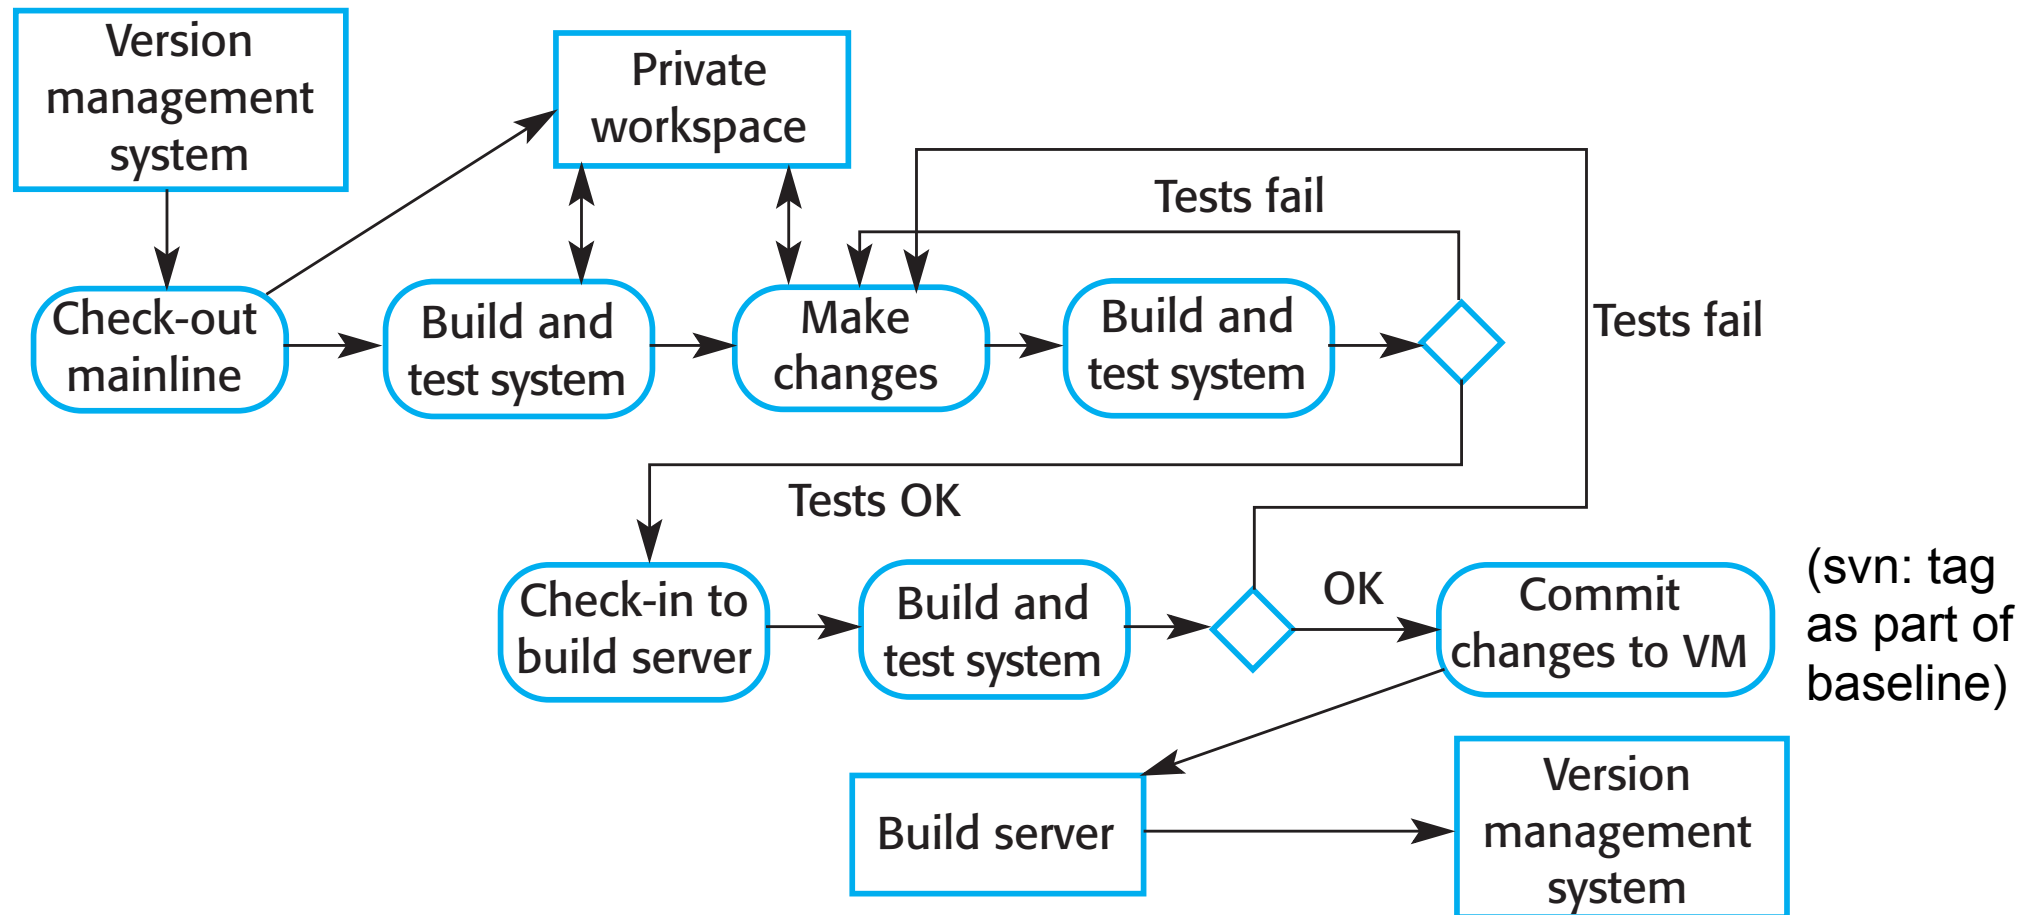 Version
management
system
Private
workspace
Tests fail
Check-out
mainline
Build and
test system
Make
changes
Build and
test system
Tests fail
Tests OK
Check-in to
build server
Build and
test system
OK
Commit
changes to VM
(svn: tag
as part of
baseline)
Build server
Version
management
system